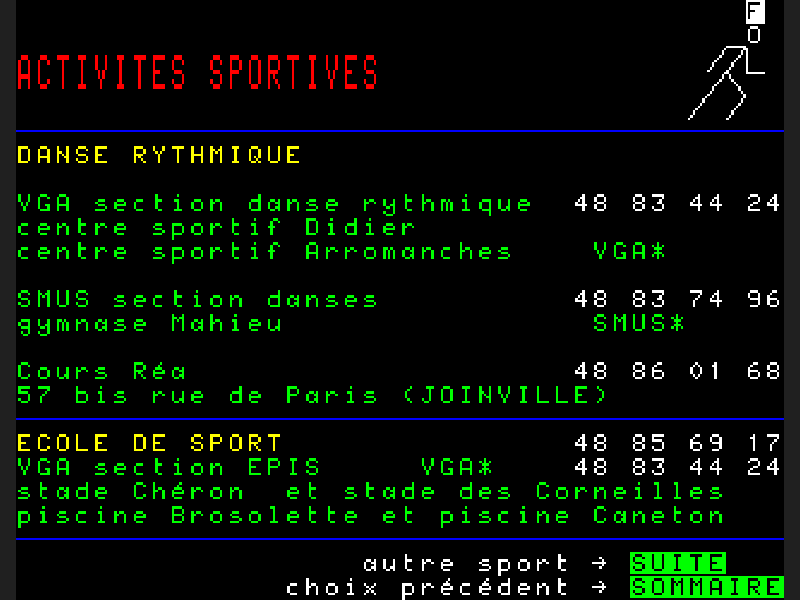 F
ACTIVITES SPORTIVES
DANSE RYTHMIQUE
VGA section danse rythmique 48 83 44 24
centre sportif Didier
centre sportif Arromanches VGA*
SMUS section danses 48 83 74 96
gymnase Mahieu SMUS*
Cours Réa 48 86 01 68
57 bis rue de Paris (JOINVILLE)
ECOLE DE SPORT 48 85 69 17
VGA section EPIS VGA* 48 83 44 24
stade Chéron et stade des Corneilles
piscine Brosolette et piscine Caneton
autre sport → SUITE
choix précédent → SOMMAIRE